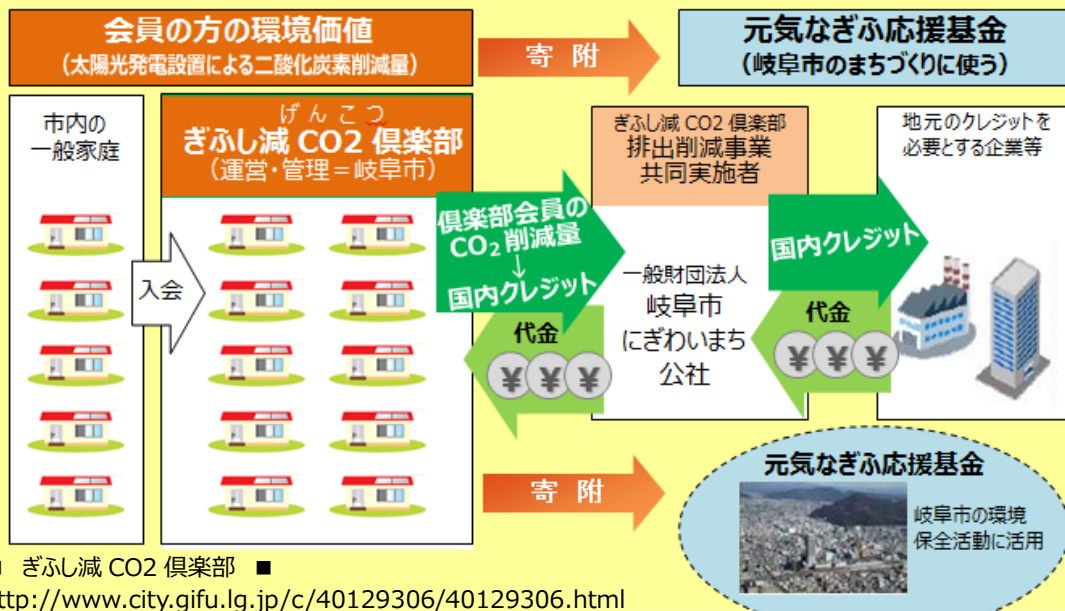 会員の方の環境価値
（太陽光発電設置による二酸化炭素削減量）
寄 附
元気なぎふ応援基金
（岐阜市のまちづくりに使う）
市内の
一般家庭
げんこつ
ぎふし減 CO2 倶楽部
（運営・管理＝岐阜市）
ぎふし減 CO2 倶楽部
排出削減事業
共同実施者
地元のクレジットを
必要とする企業等
入会
倶楽部会員の
CO₂削減量
↓
国内クレジット
代金
¥ ¥ ¥
一般財団法人
岐阜市
にぎわいまち
公社
国内クレジット
代金
¥ ¥ ¥
寄 附
元気なぎふ応援基金
岐阜市の環境
保全活動に活用
ぎふし減 CO2 倶楽部 ■
ttp://www.city.gifu.lg.jp/c/40129306/40129306.html